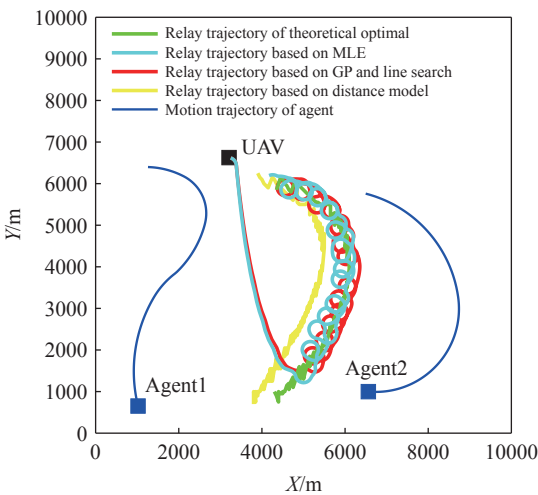 10000
9000
8000
7000
6000
5000
4000
3000
2000
1000
0
Y/m
Relay trajectory of theoretical optimal
Relay trajectory based on MLE
Relay trajectory based on GP and line search
Relay trajectory based on distance model
Motion trajectory of agent
UAV
Agent1
Agent2
0 2000 4000 6000 8000 10000
X/m